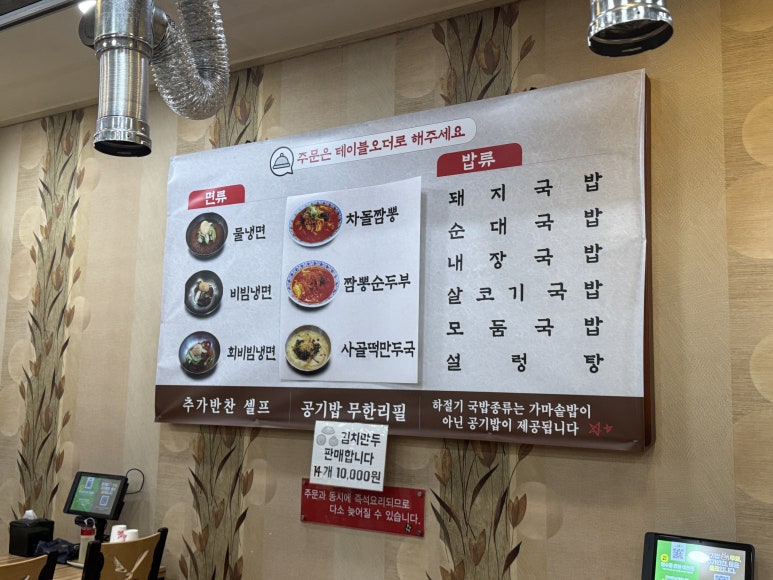 주문은 테이블오더로 해주세요
면류
물냉면
비빔냉면
회비빔냉면
차돌짬뽕
짬뽕순두부
사골떡만두국
밥류
돼지국밥
순대국밥
내장국밥
살코기국밥
모둠국밥
설렁탕
추가반찬 셀프
공기밥 무한리필
하절기 국밥종류는 가마솥밥이
아닌 공기밥이 제공됩니다
김치만두
판매합니다
14개 10,000원
주문과 동시에 즉석요리되므로
다소 늦어질 수 있습니다.